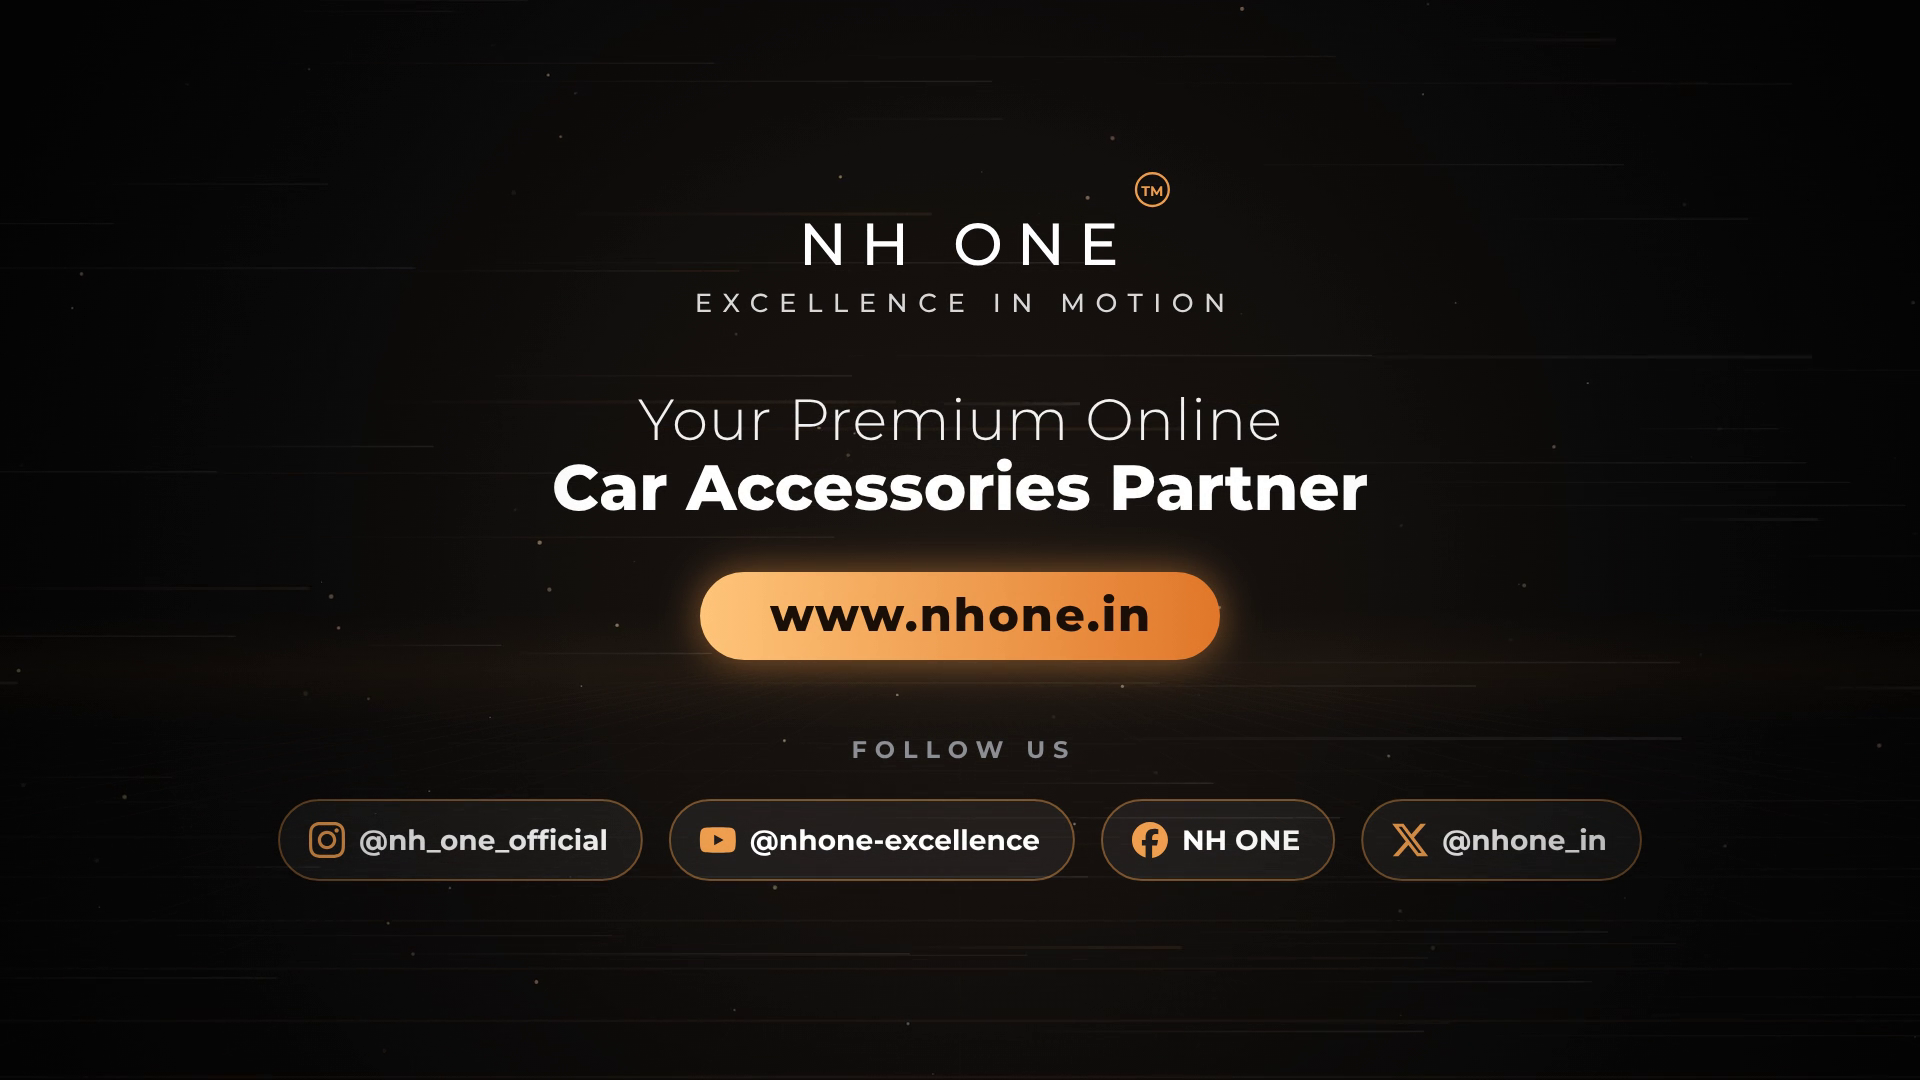 NH ONE TM
EXCELLENCE IN MOTION
Your Premium Online
Car Accessories Partner
www.nhone.in
FOLLOW US
@nh_one_official
@nhone-excellence
NH ONE
@nhone_in